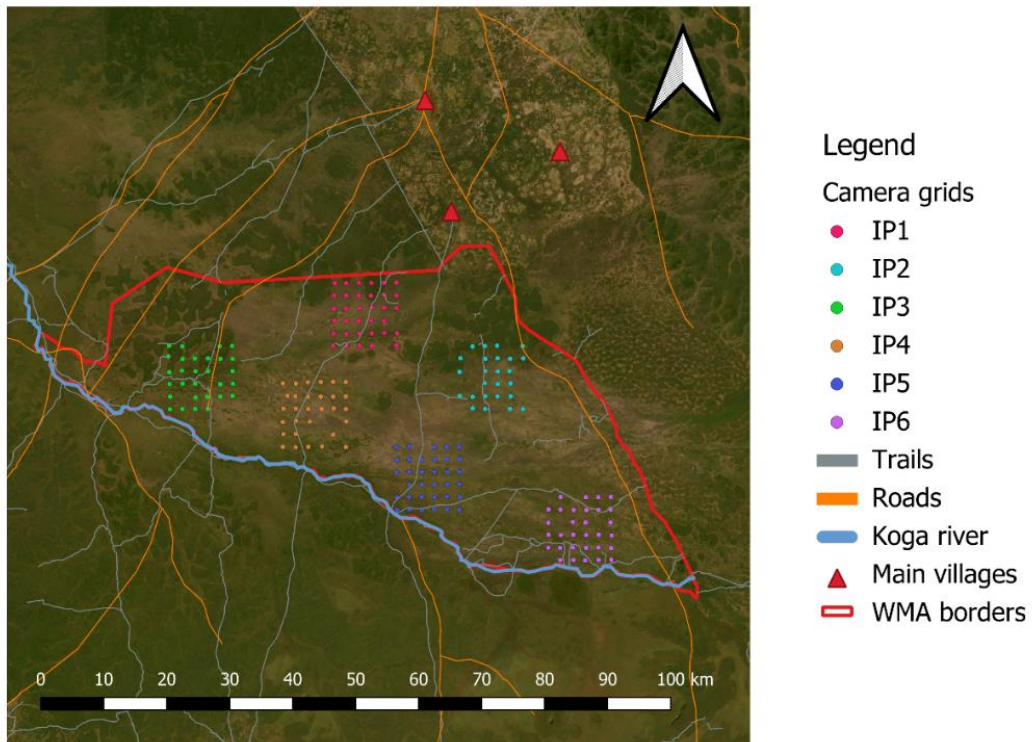 Legend
Camera grids
IP1
IP2
IP3
IP4
IP5
IP6
Trails
Roads
Koga river
Main villages
WMA borders
0 10 20 30 40 50 60 70 80 90 100 km